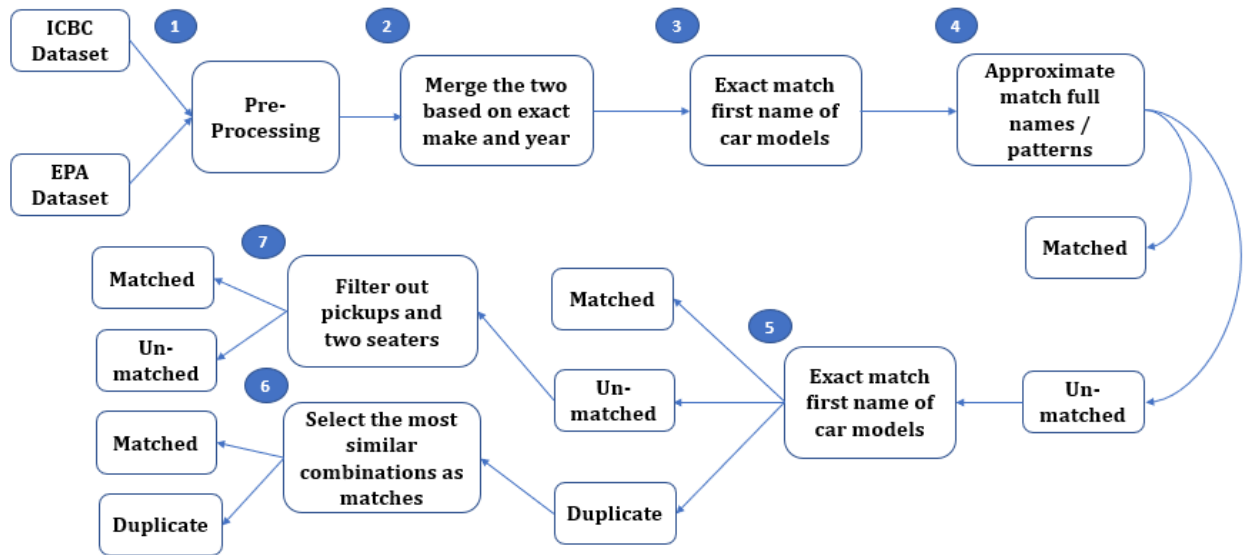 ICBC
Dataset
1
2
3
4
Pre-
Processing
Merge the two
based on exact
make and year
Exact match
first name of
car models
Approximate
match full
names /
patterns
EPA
Dataset
Matched
7
Matched
Filter out
pickups and
two seaters
Matched
5
Un-
matched
6
Un-
matched
Exact match
first name of
car models
Un-
matched
Matched
Select the most
similar
combinations as
matches
Duplicate
Duplicate